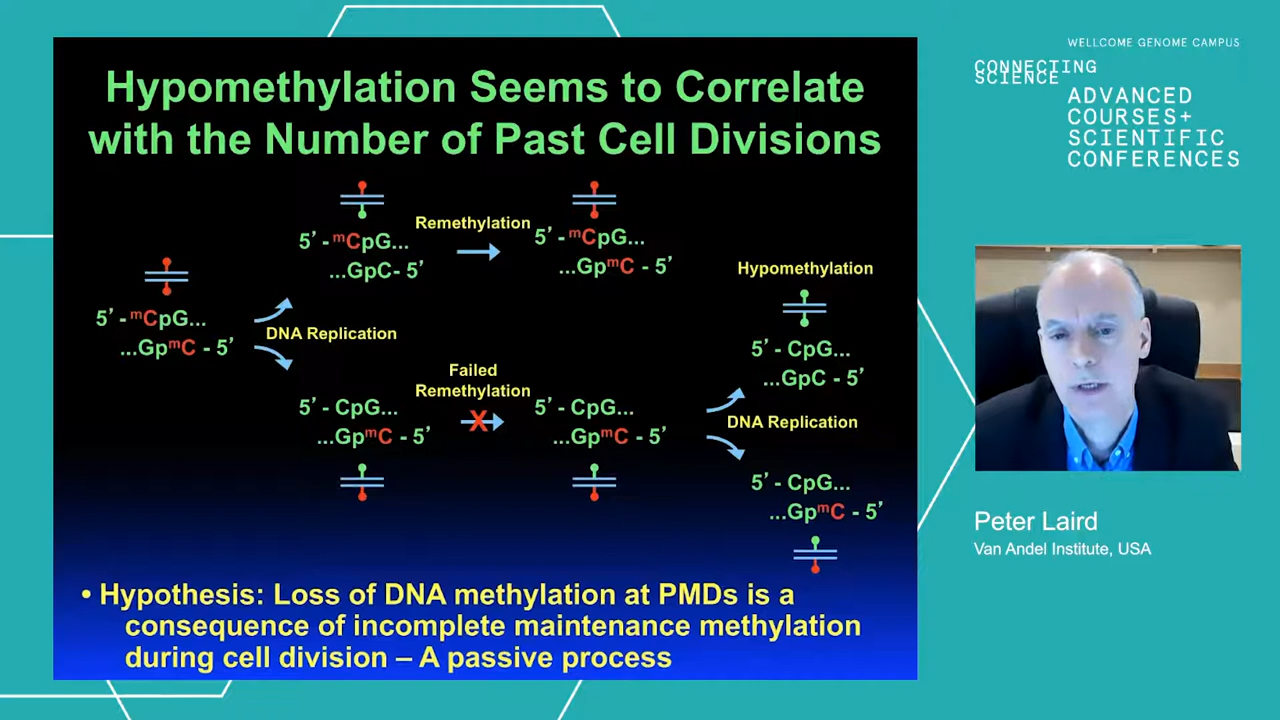 Hypomethylation Seems to Correlate
with the Number of Past Cell Divisions
5’ - mCpG...
...GpmC - 5’
DNA Replication
5’ - mCpG...
...GpC- 5’
Remethylation
5’ - mCpG...
...GpmC - 5’
5’ - CpG...
...GpmC - 5’
Failed
Remethylation
X
5’ - CpG...
...GpmC - 5’
DNA Replication
Hypomethylation
5’ - CpG...
...GpC - 5’
5’ - CpG...
...GpmC - 5’
• Hypothesis: Loss of DNA methylation at PMDs is a
consequence of incomplete maintenance methylation
during cell division – A passive process
WELLCOME GENOME CAMPUS
CONNECTING
SCIENCE
ADVANCED
COURSES+
SCIENTIFIC
CONFERENCES
Peter Laird
Van Andel Institute, USA